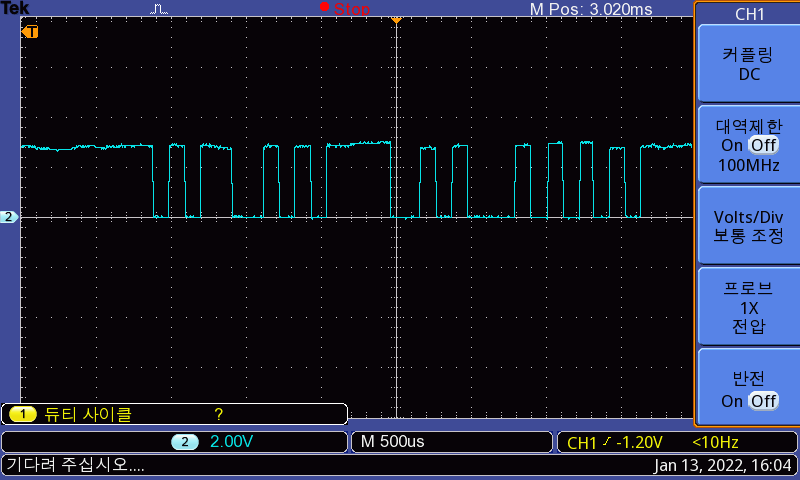 Tek
Stop
M Pos: 3.020ms
CH1
T
커플링
DC
대역제한
On Off
100MHz
2
Volts/Div
보통 조정
프로브
1X
전압
반전
On Off
1 듀티 사이클 ?
2 2.00V
M 500us
CH1 -1.20V <10Hz
기다려 주십시오....
Jan 13, 2022, 16:04